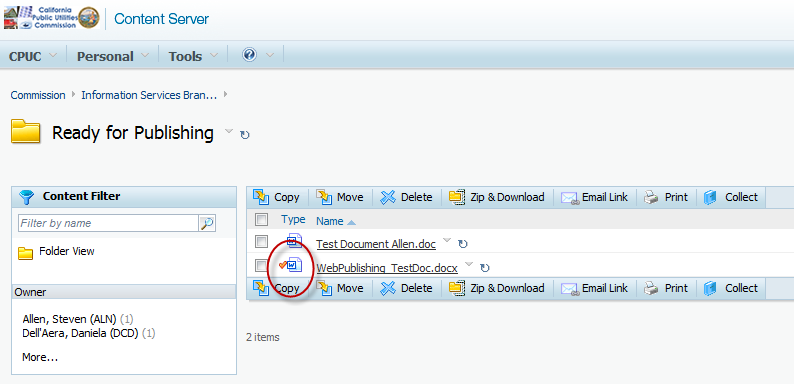 California
Public Utilities
Commission
Content Server
CPUC Personal Tools
Commission Information Services Bran...
Ready for Publishing
Content Filter
Filter by name
Folder View
Owner
Allen, Steven (ALN) (1)
Dell'Aera, Daniela (DCD) (1)
More...
Copy Move Delete Zip & Download Email Link Print Collect
Type Name
Test Document Allen.doc
WebPublishing_TestDoc.docx
Copy Move Delete Zip & Download Email Link Print Collect
2 items